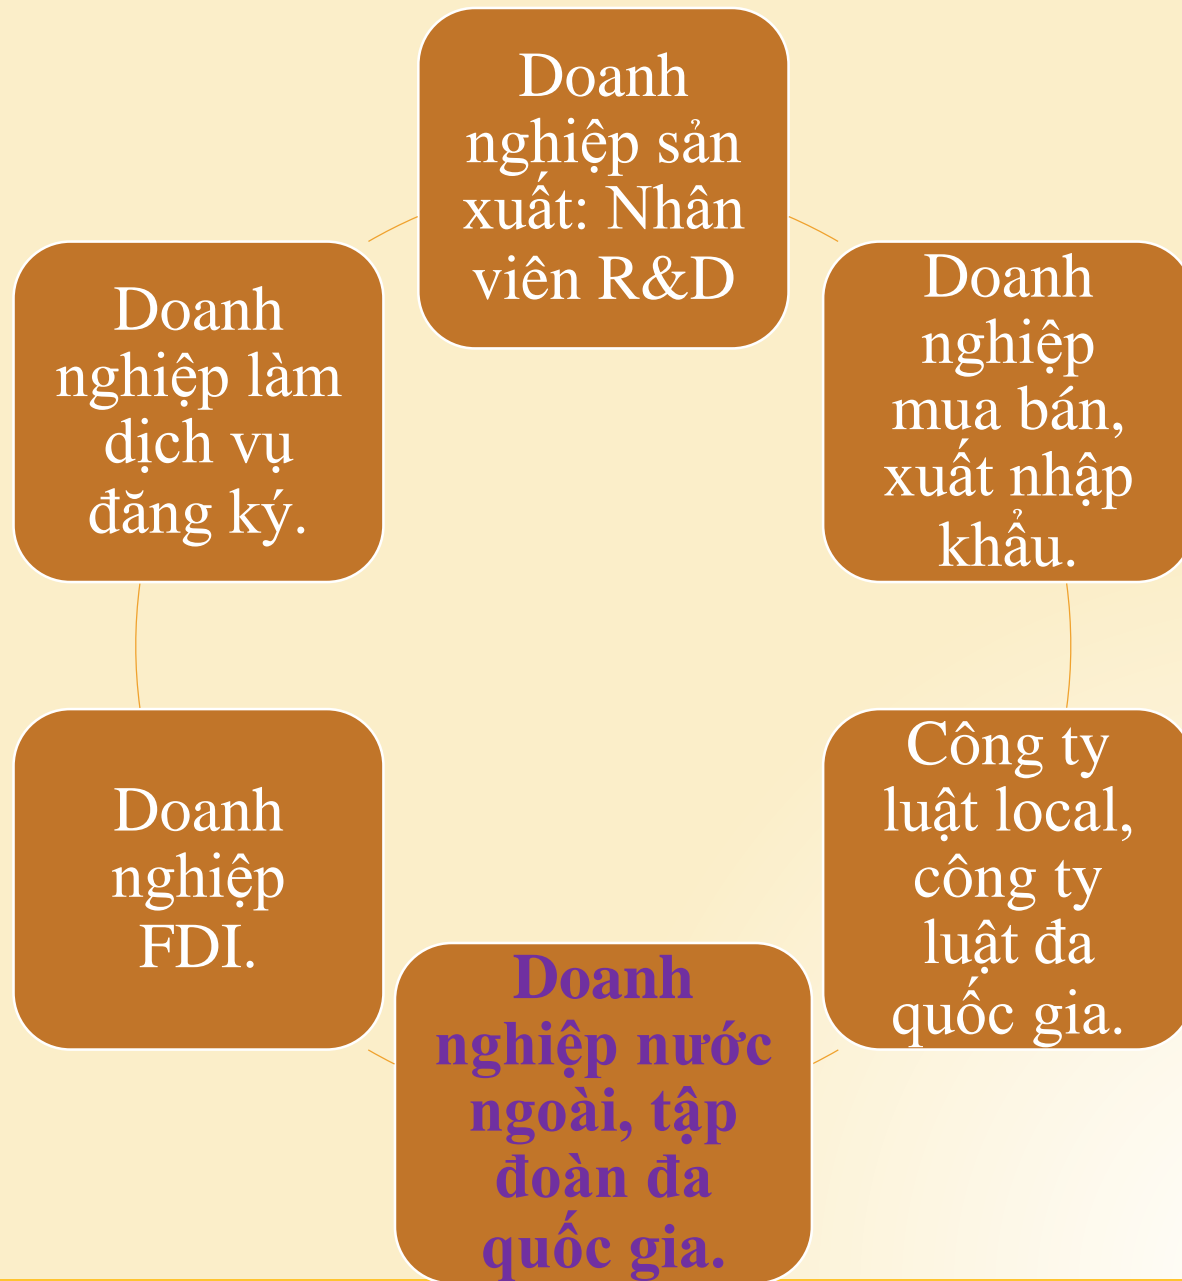 Doanh
nghiệp sản
xuất: Nhân
viên R&D
Doanh
nghiệp
mua bán,
xuất nhập
khẩu.
Công ty
luật local,
công ty
luật đa
quốc gia.
Doanh
nghiệp nước
ngoài, tập
đoàn đa
quốc gia.
Doanh
nghiệp
FDI.
Doanh
nghiệp làm
dịch vụ
đăng ký.